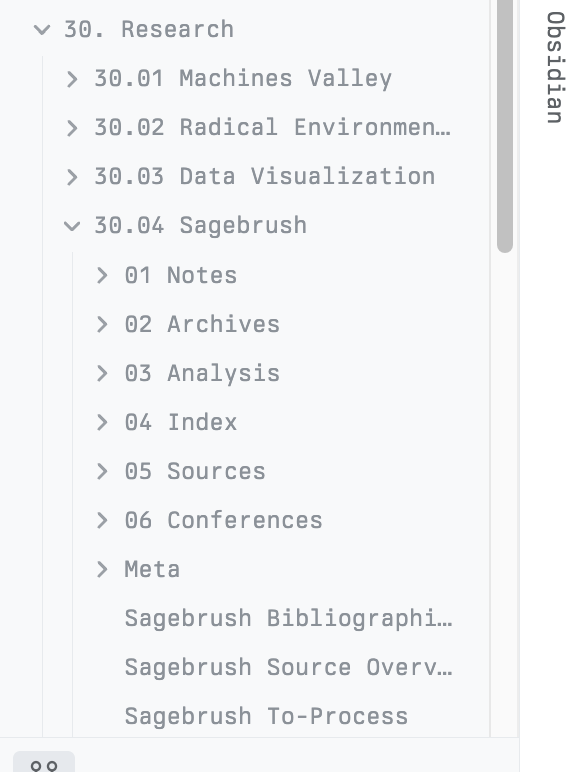 30. Research
30.01 Machines Valley
30.02 Radical Environmen…
30.03 Data Visualization
30.04 Sagebrush
01 Notes
02 Archives
03 Analysis
04 Index
05 Sources
06 Conferences
Meta
Sagebrush Bibliographi…
Sagebrush Source Overv…
Sagebrush To-Process
Obsidian